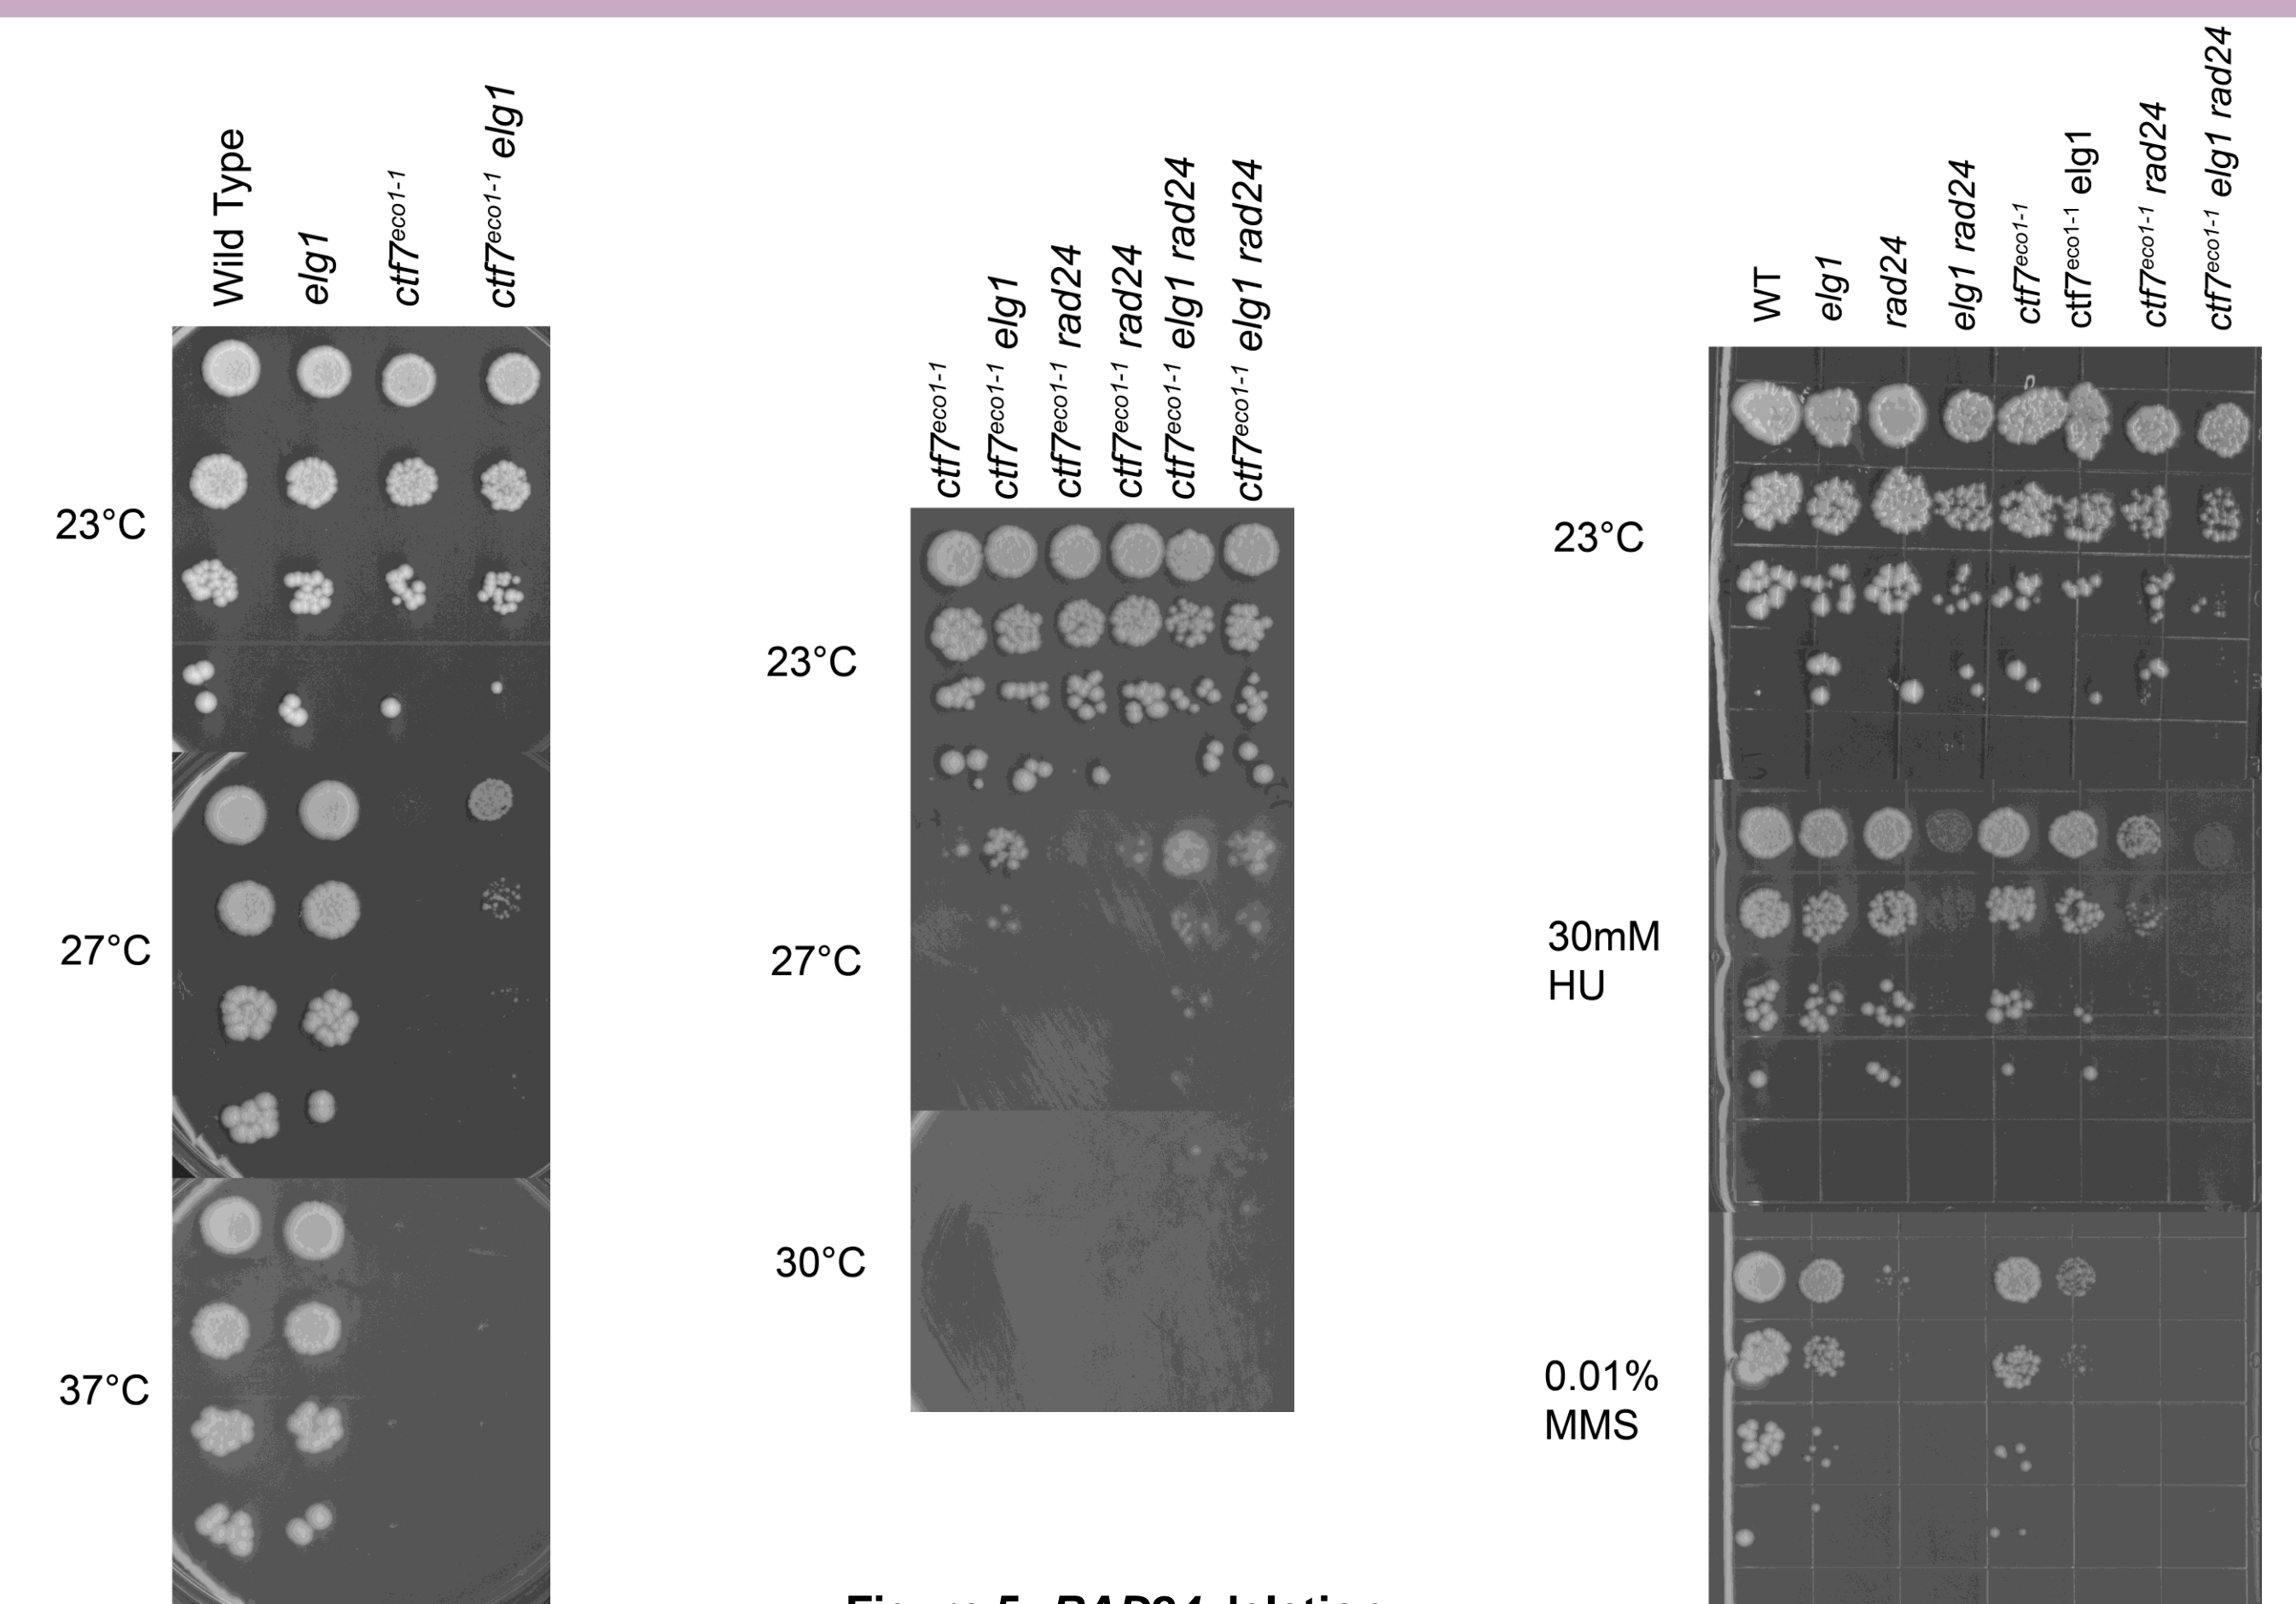 Wild Type
elg1
ctf7eco1-1
ctf7eco1-1 elg1
23°C
27°C
37°C
ctf7eco1-1
ctf7eco1-1 elg1
ctf7eco1-1 rad24
ctf7eco1-1 rad24
ctf7eco1-1 elg1 rad24
ctf7eco1-1 elg1 rad24
23°C
27°C
30°C
WT
elg1
rad24
elg1 rad24
ctf7eco1-1
ctf7eco1-1 elg1
ctf7eco1-1 rad24
ctf7eco1-1 elg1 rad24
23°C
30mM
HU
0.01%
MMS